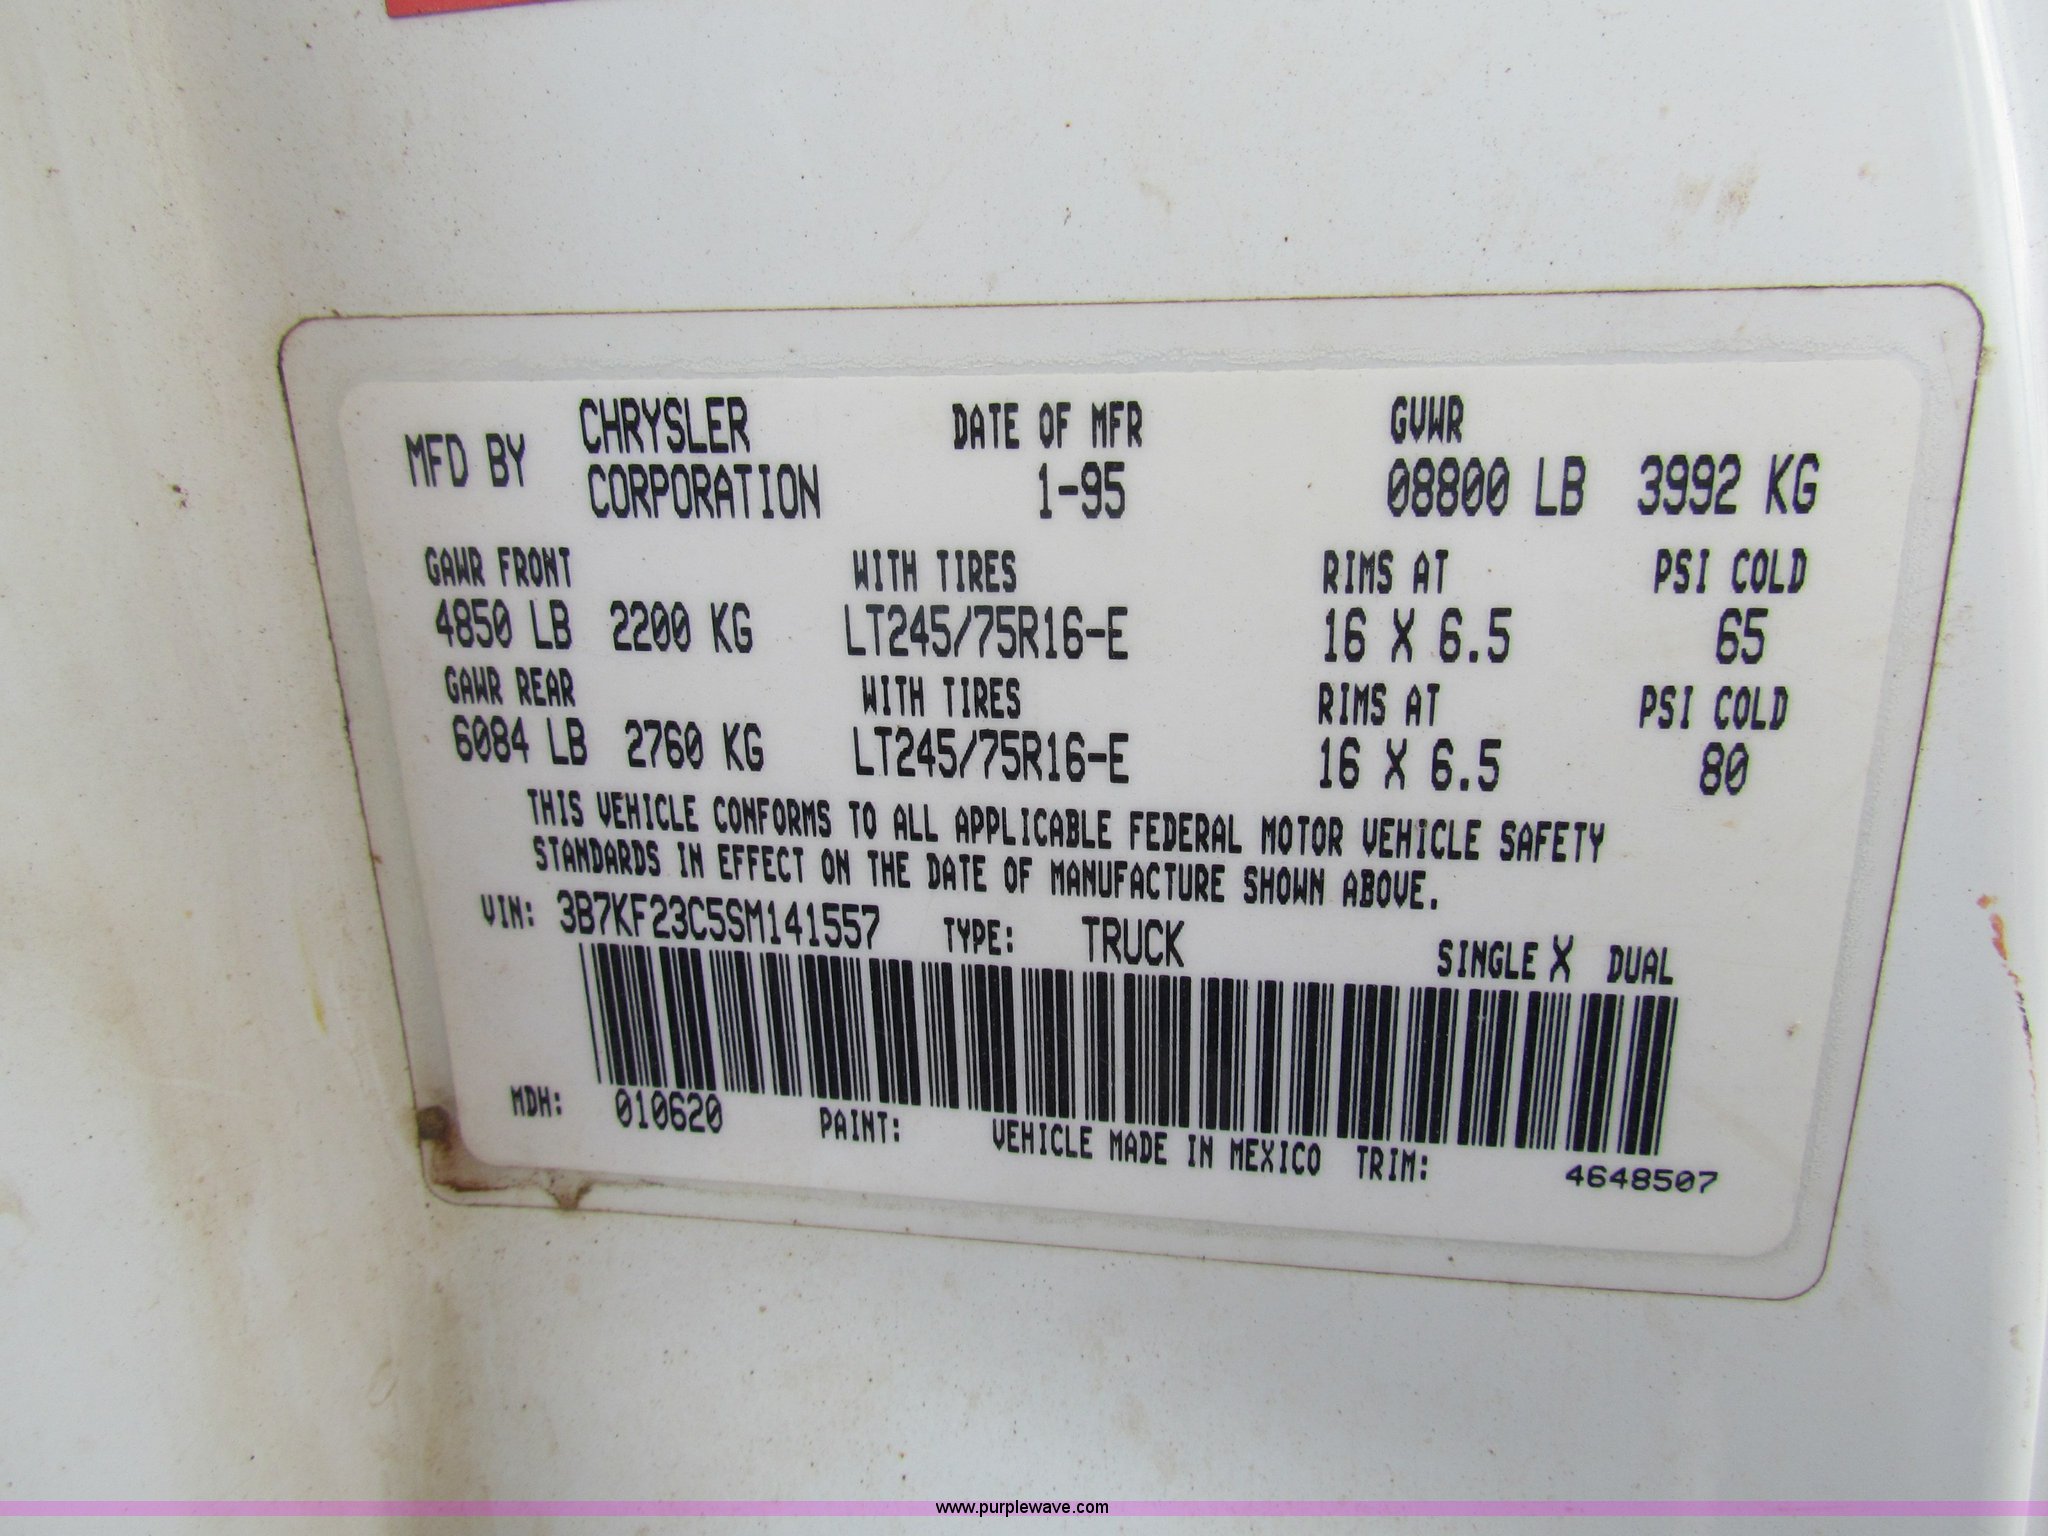 MFD BY CHRYSLER CORPORATION
DATE OF MFR
1-95
GVWR
08800 LB 3992 KG
GAWR FRONT WITH TIRES RIMS AT PSI COLD
4850 LB 2200 KG LT245/75R16-E 16 X 6.5 65
GAWR REAR WITH TIRES RIMS AT PSI COLD
6084 LB 2760 KG LT245/75R16-E 16 X 6.5 80
THIS VEHICLE CONFORMS TO ALL APPLICABLE FEDERAL MOTOR VEHICLE SAFETY
STANDARDS IN EFFECT ON THE DATE OF MANUFACTURE SHOWN ABOVE.
VIN: 3B7KF23C5SM141557 TYPE: TRUCK SINGLE X DUAL
MDH: 010620 PAINT: VEHICLE MADE IN MEXICO TRIM: 4648507
www.purplewave.com